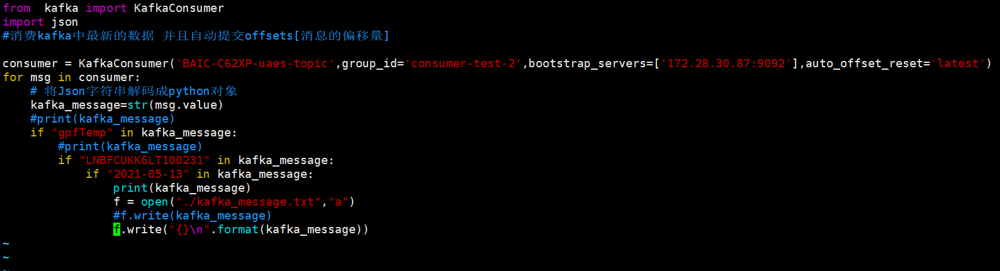 from  kafka import KafkaConsumer
import json
#消费kafka中最新的数据 并且自动提交offsets[消息的偏移量]

consumer = KafkaConsumer('BAIC-C62XP-uaes-topic',group_id='consumer-test-2',bootstrap_servers=['172.28.30.87:9092'],auto_offset_reset='latest')
for msg in consumer:
    # 将Json字符串解码成python对象
    kafka_message=str(msg.value)
    #print(kafka_message)
    if "gpfTemp" in kafka_message:
        #print(kafka_message)
        if "LNBFCUKK6LT100231" in kafka_message:
            if "2021-05-13" in kafka_message:
                print(kafka_message)
                f = open("./kafka_message.txt","a")
                #f.write(kafka_message)
                f.write("{}\n".format(kafka_message))
~
~